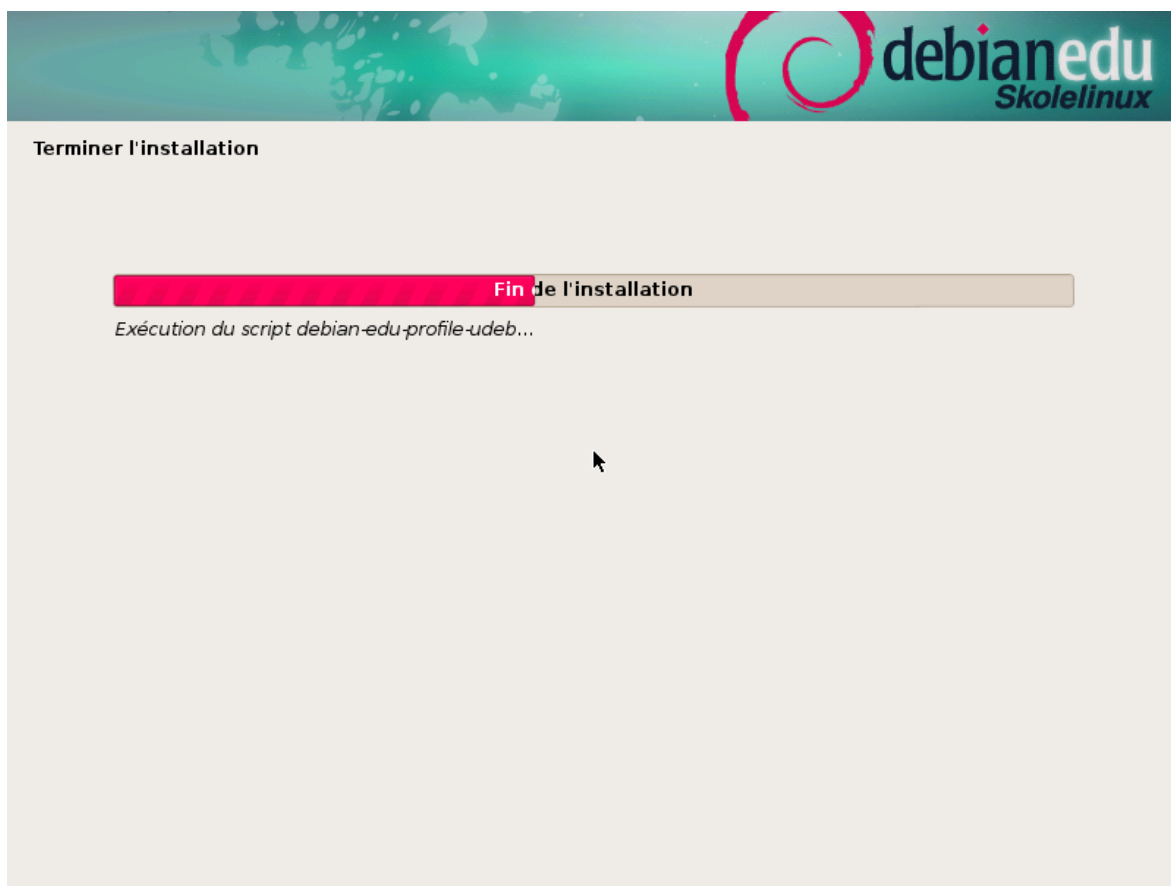 debianedu
Skolelinux
Terminer l'installation
Fin de l'installation
Exécution du script debian-edu-profile-udeb...